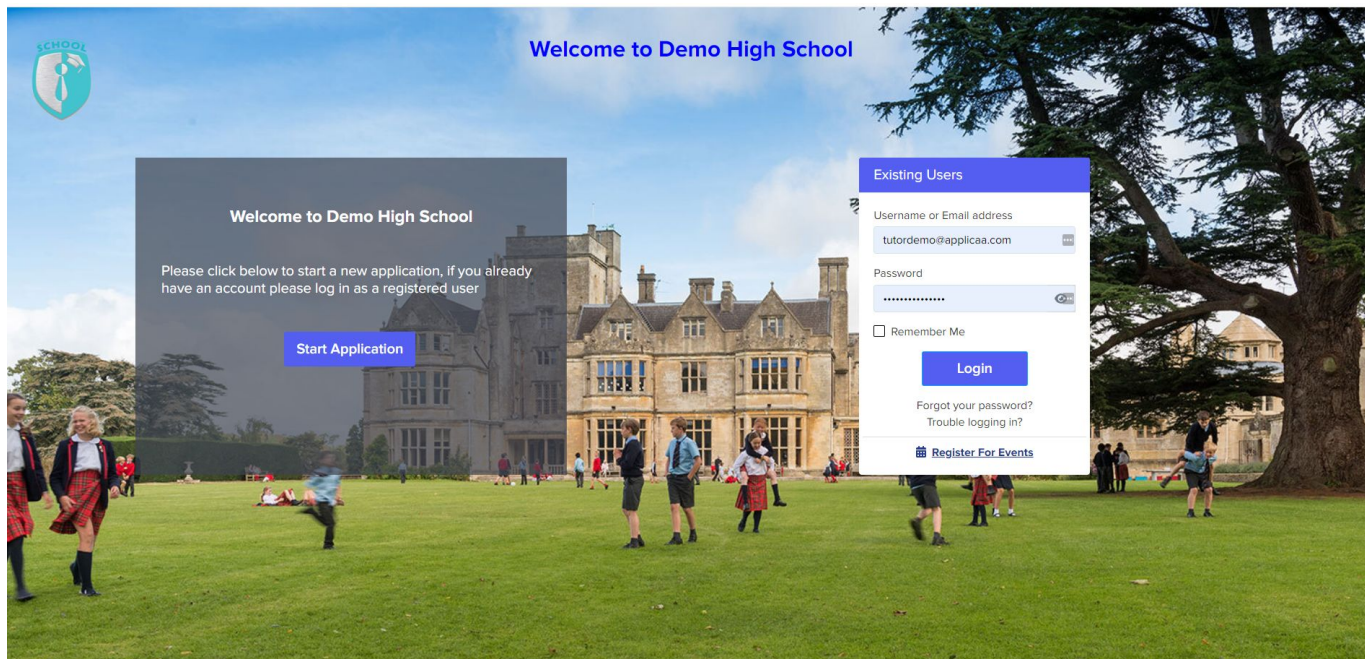 SCHOOL
Welcome to Demo High School
Welcome to Demo High School
Please click below to start a new application, if you already
have an account please log in as a registered user
Start Application
Existing Users
Username or Email address
tutordemo@applicaa.com
Password
•••••••••••••••
Remember Me
Login
Forgot your password?
Trouble logging in?
Register For Events